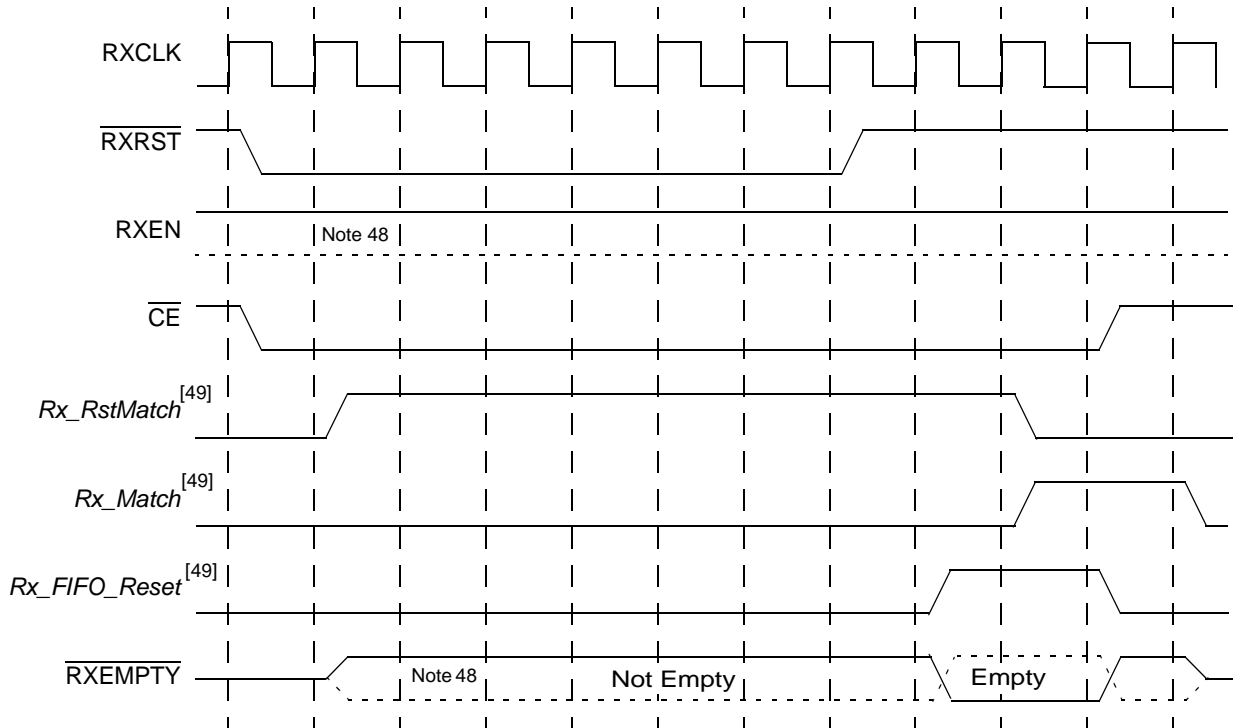 RXCLK
RXRST
RXEN
Note 48
CE
Rx_RstMatch[49]
Rx_Match[49]
Rx_FIFO_Reset[49]
RXEMPTY
Note 48
Not Empty
Empty